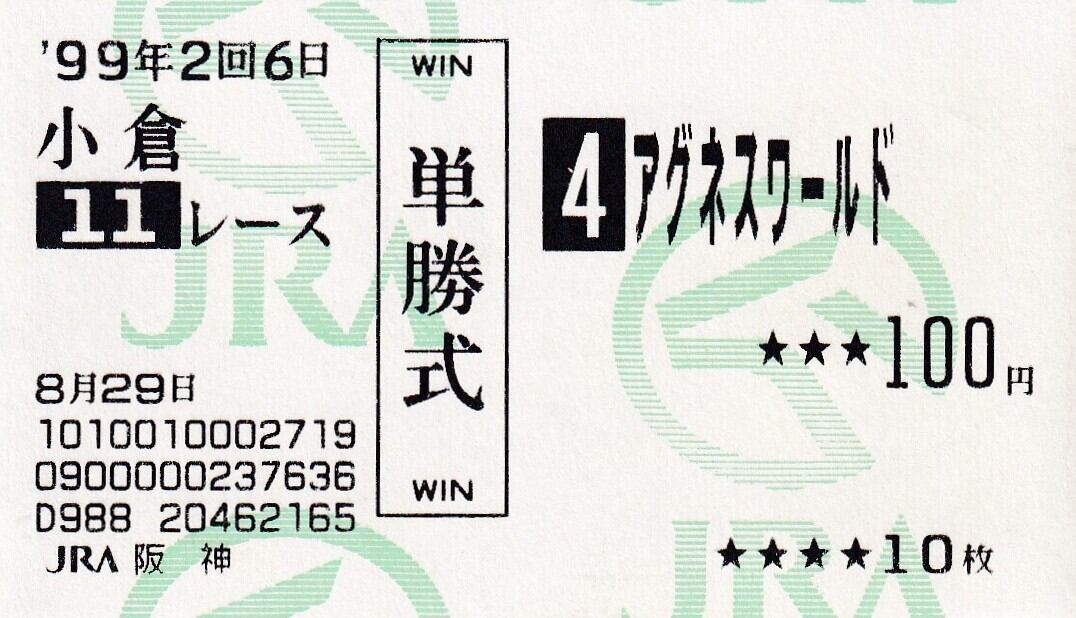 '99年2回6日
小倉
11レース
8月29日
1010010002719
0900000237636
D988 20462165
JRA 阪 神
WIN
単勝式
WIN
4 アグネスワールド
★★★100円
★★★★10枚
JRA
JRA